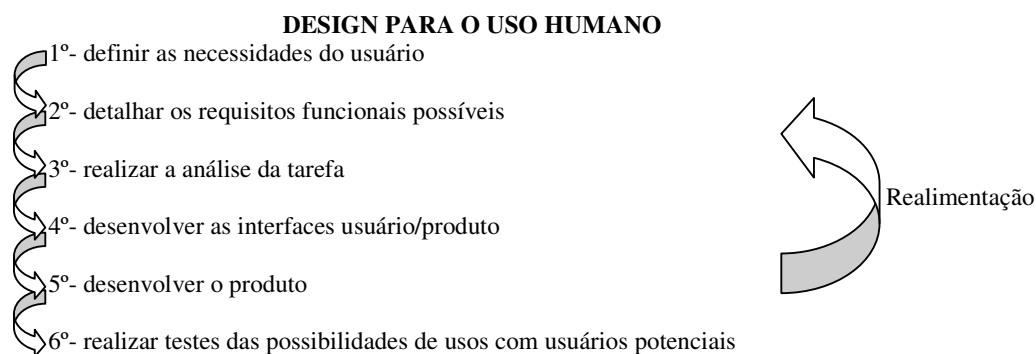 DESIGN PARA O USO HUMANO
1º- definir as necessidades do usuário
2º- detalhar os requisitos funcionais possíveis
3º- realizar a análise da tarefa
4º- desenvolver as interfaces usuário/produto
5º- desenvolver o produto
6º- realizar testes das possibilidades de usos com usuários potenciais
Realimentação